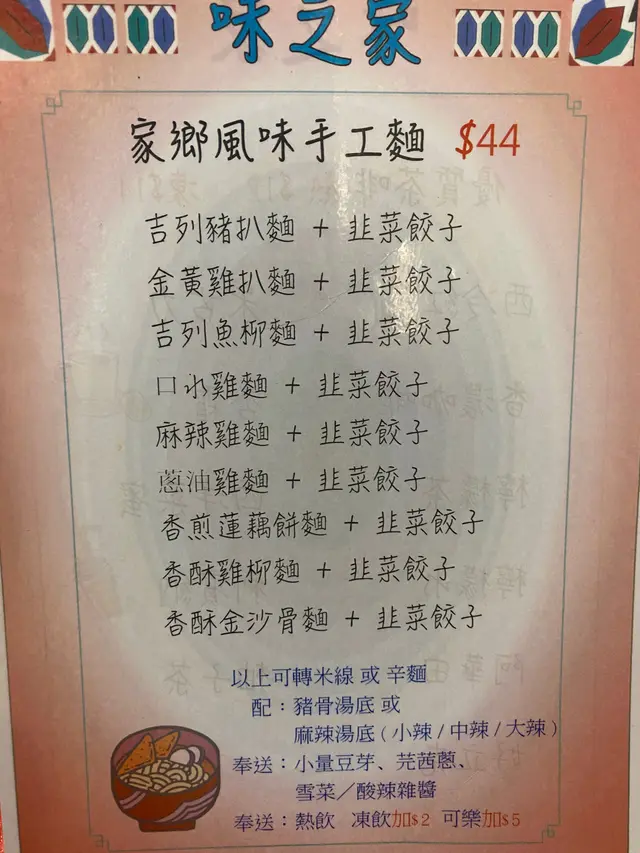 味之家
家鄉風味手工麵 $44
吉列豬扒麵 + 韭菜餃子
金黃雞扒麵 + 韭菜餃子
吉列魚柳麵 + 韭菜餃子
口水雞麵 + 韭菜餃子
麻辣雞麵 + 韭菜餃子
蔥油雞麵 + 韭菜餃子
香煎蓮藕餅麵 + 韭菜餃子
香酥雞柳麵 + 韭菜餃子
香酥金沙骨麵 + 韭菜餃子
以上可轉米線 或 辛麵
配：豬骨湯底 或
麻辣湯底 ( 小辣 / 中辣 / 大辣 )
奉送：小量豆芽、芫茜蔥、
雪菜／酸辣雜醬
奉送：熱飲 凍飲加$2 可樂加$5